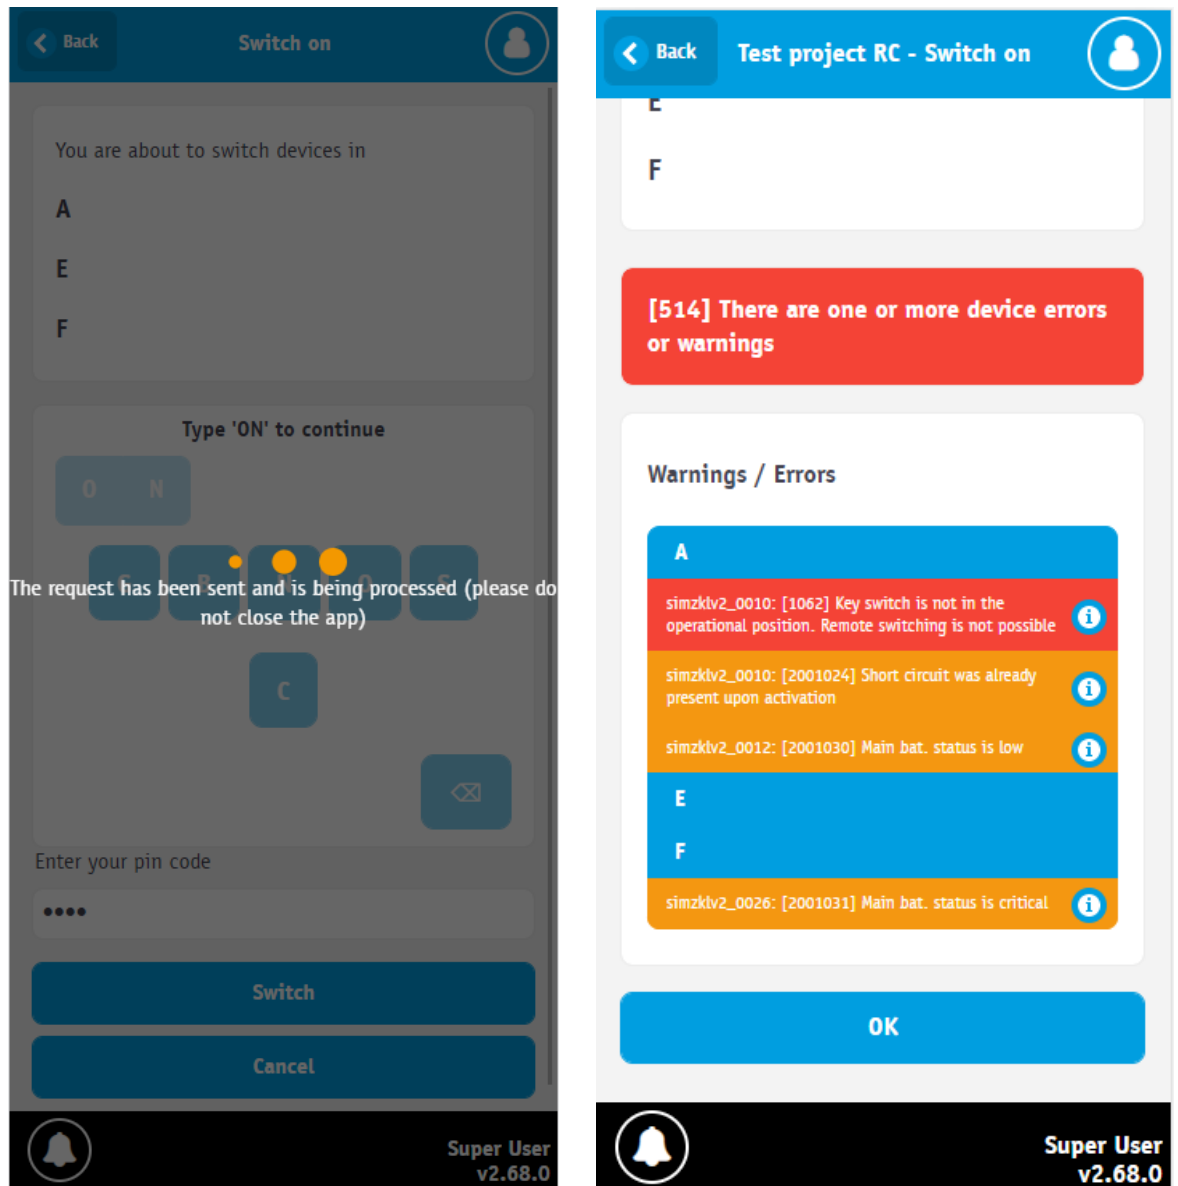 Back
Switch on
You are about to switch devices in
A
E
F
Type 'ON' to continue
O N
B N O S
The request has been sent and is being processed (please do
not close the app)
C
Enter your pin code
••••
Switch
Cancel
Super User
v2.68.0
Back
Test project RC - Switch on
E
F
[514] There are one or more device errors
or warnings
Warnings / Errors
A
simzklv2_0010: [1062] Key switch is not in the
operational position. Remote switching is not possible
simzklv2_0010: [2001024] Short circuit was already
present upon activation
simzklv2_0012: [2001030] Main bat. status is low
E
F
simzklv2_0026: [2001031] Main bat. status is critical
OK
Super User
v2.68.0